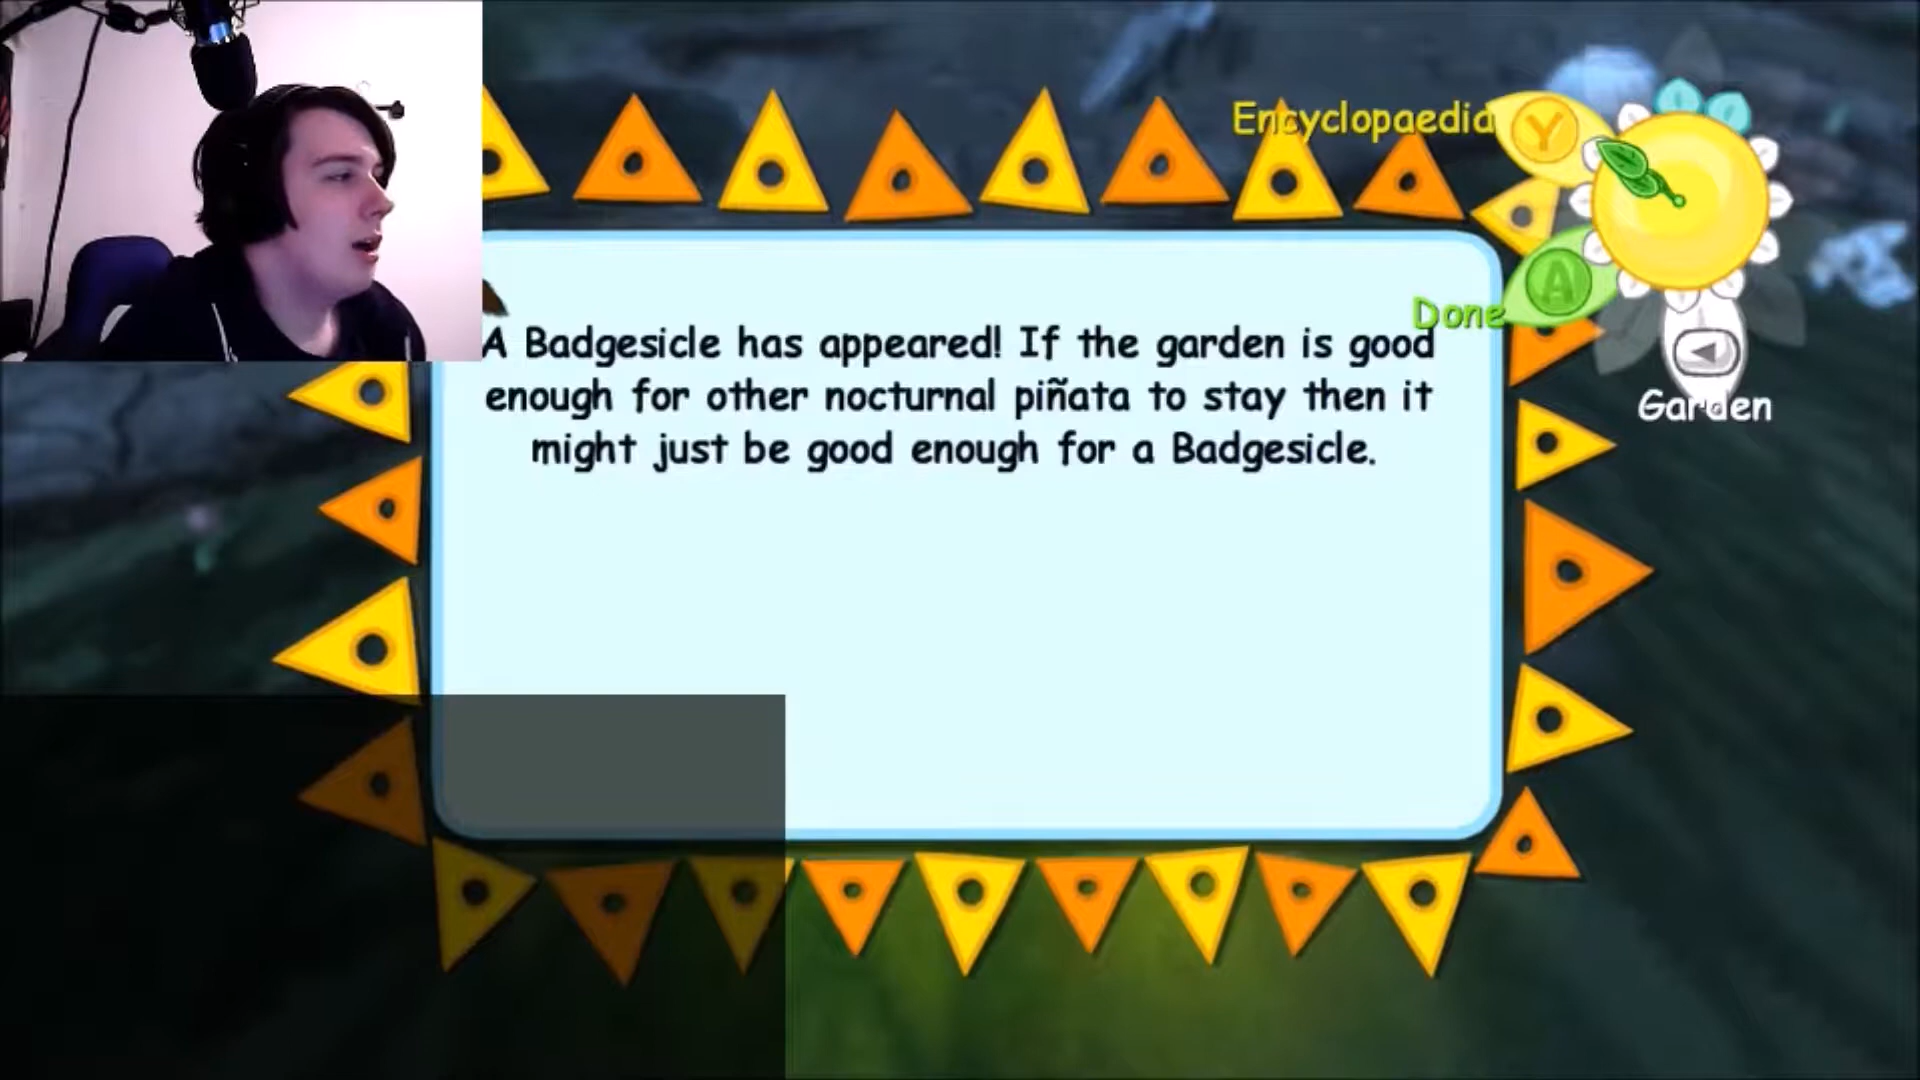 Encyclopaedia
Y
A
Done
Garden
A Badgesicle has appeared! If the garden is good
enough for other nocturnal piñata to stay then it
might just be good enough for a Badgesicle.